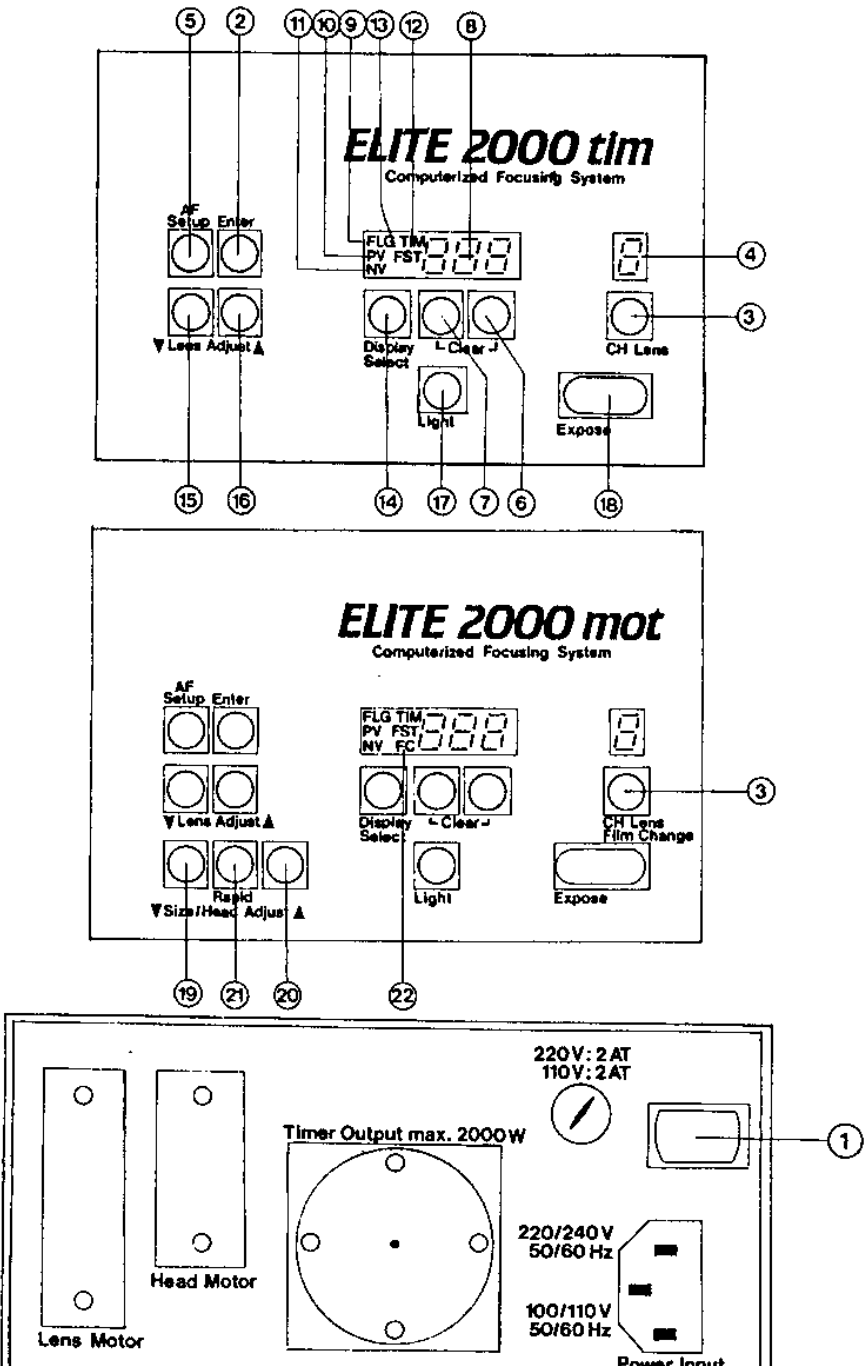 5 2 11 10 9 13 12 8
ELITE 2000 tim
Computerized Focusing System
AF
Setup Enter
FLG TIM
PV FST 888
NV
8
4
3
▼ Lens Adjust ▲
Display
Select
Clear
CH Lens
Light
Expose
15 16 14 17 7 6 18
ELITE 2000 mot
Computerized Focusing System
AF
Setup Enter
FLG TIM
PV FST 888
NV FC
8
3
▼ Lens Adjust ▲
Display
Select
Clear
CH Lens
Film Change
Rapid
▼ Size/Head Adjust ▲
Light
Expose
19 21 20 22
220V: 2AT
110V: 2AT
1
Timer Output max. 2000W
220/240V
50/60 Hz
Head Motor
100/110V
50/60 Hz
Lens Motor
Power Input